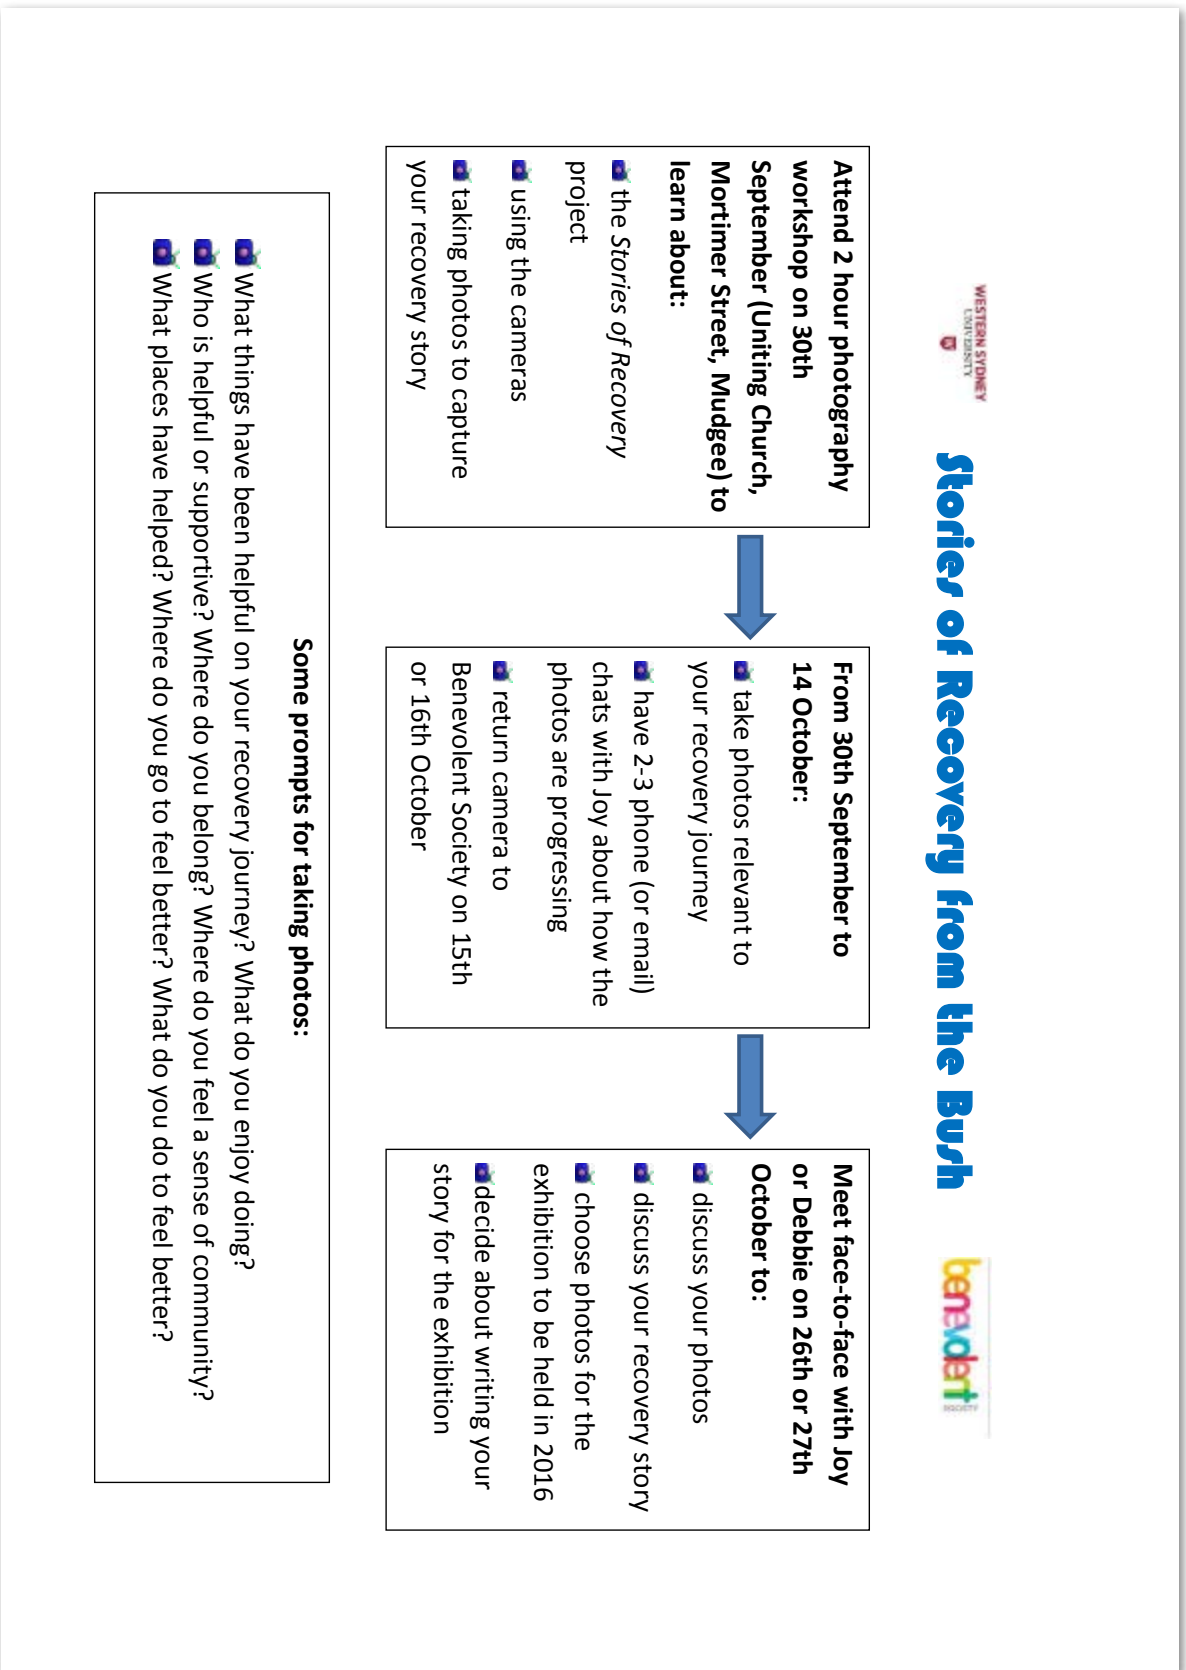 WESTERN SYDNEY
UNIVERSITY
Stories of Recovery from the Bush
benevolent
SOCIETY
Attend 2 hour photography
workshop on 30th
September (Uniting Church,
Mortimer Street, Mudgee) to
learn about:
the Stories of Recovery
project
using the cameras
taking photos to capture
your recovery story
From 30th September to
14 October:
take photos relevant to
your recovery journey
have 2-3 phone (or email)
chats with Joy about how the
photos are progressing
return camera to
Benevolent Society on 15th
or 16th October
Meet face-to-face with Joy
or Debbie on 26th or 27th
October to:
discuss your photos
discuss your recovery story
choose photos for the
exhibition to be held in 2016
decide about writing your
story for the exhibition
Some prompts for taking photos:
What things have been helpful on your recovery journey? What do you enjoy doing?
Who is helpful or supportive? Where do you belong? Where do you feel a sense of community?
What places have helped? Where do you go to feel better? What do you do to feel better?